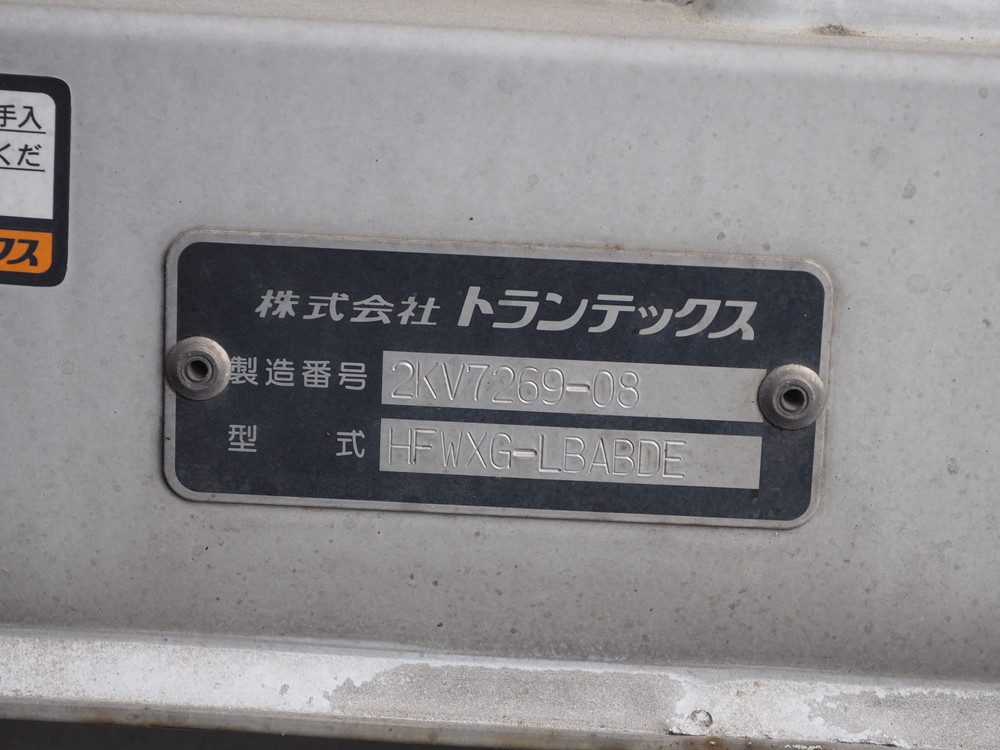 手入
くだ
クス
株式会社 トランテックス
製造番号 2KV7269-08
型 式 HFWXG-LBABDE